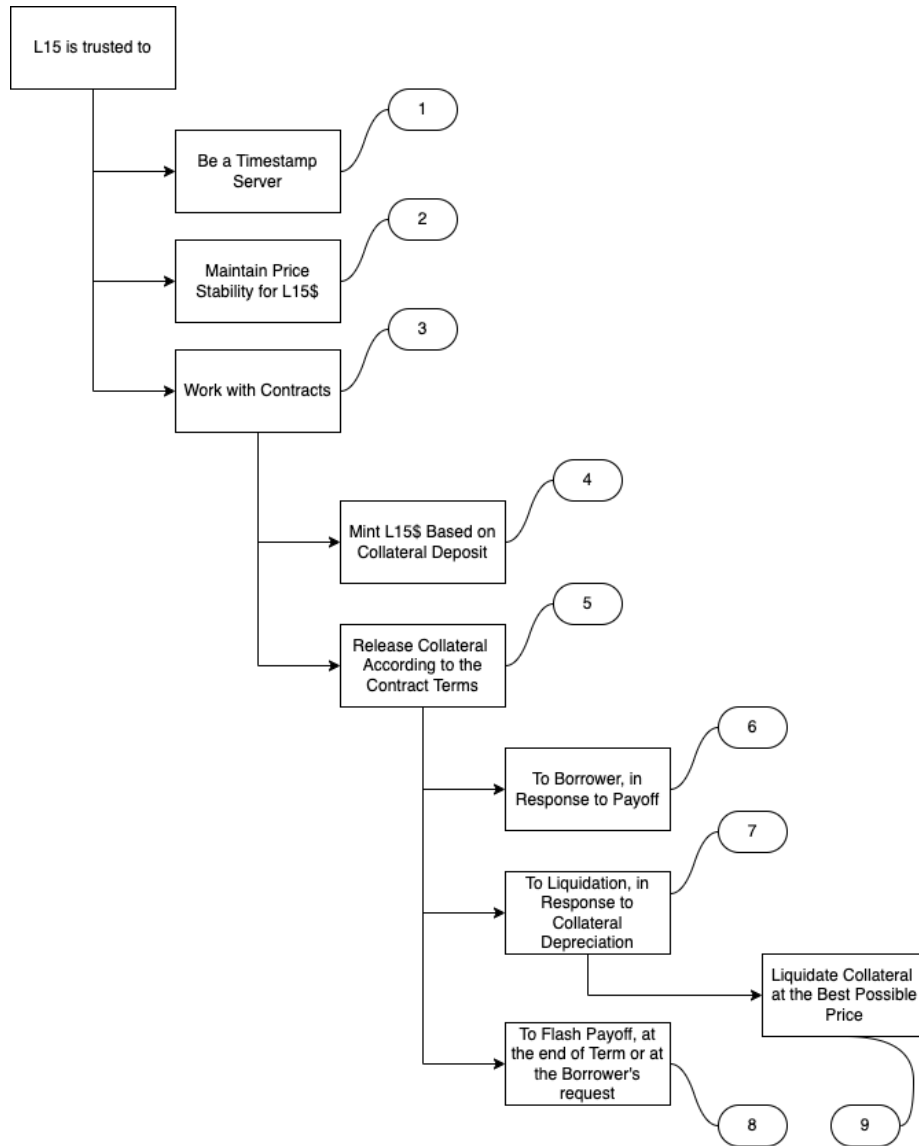 L15 is trusted to
1
Be a Timestamp
Server
2
Maintain Price
Stability for L15$
3
Work with Contracts
4
Mint L15$ Based on
Collateral Deposit
5
Release Collateral
According to the
Contract Terms
6
To Borrower, in
Response to Payoff
7
To Liquidation, in
Response to
Collateral
Depreciation
Liquidate Collateral
at the Best Possible
Price
To Flash Payoff, at
the end of Term or at
the Borrower's
request
8
9